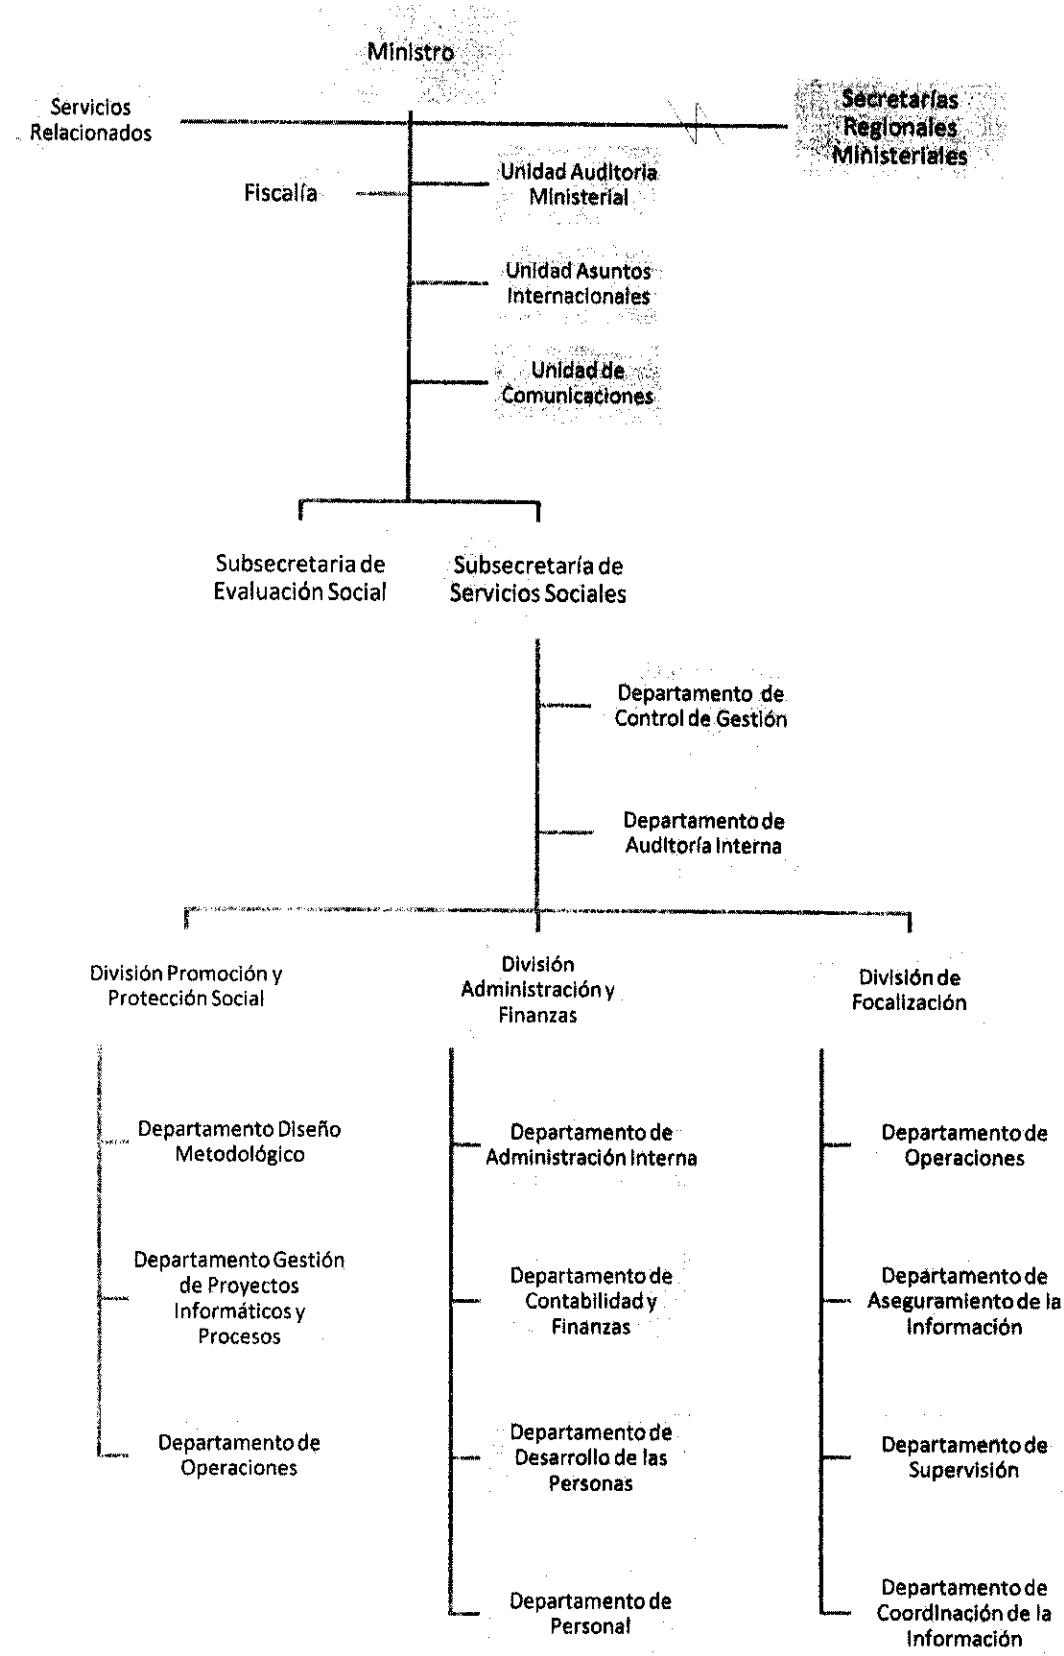 Ministro
Servicios
Relacionados
Secretarías
Regionales
Ministeriales
Fiscalía
Unidad Auditoria
Ministerial
Unidad Asuntos
Internacionales
Unidad de
Comunicaciones
Subsecretaria de
Evaluación Social
Subsecretaría de
Servicios Sociales
Departamento de
Control de Gestión
Departamento de
Auditoría Interna
División Promoción y
Protección Social
División
Administración y
Finanzas
División de
Focalización
Departamento Diseño
Metodológico
Departamento de
Administración Interna
Departamento de
Operaciones
Departamento Gestión
de Proyectos
Informáticos y
Procesos
Departamento de
Contabilidad y
Finanzas
Departamento de
Aseguramiento de la
Información
Departamento de
Operaciones
Departamento de
Desarrollo de las
Personas
Departamento de
Supervisión
Departamento de
Personal
Departamento de
Coordinación de la
Información